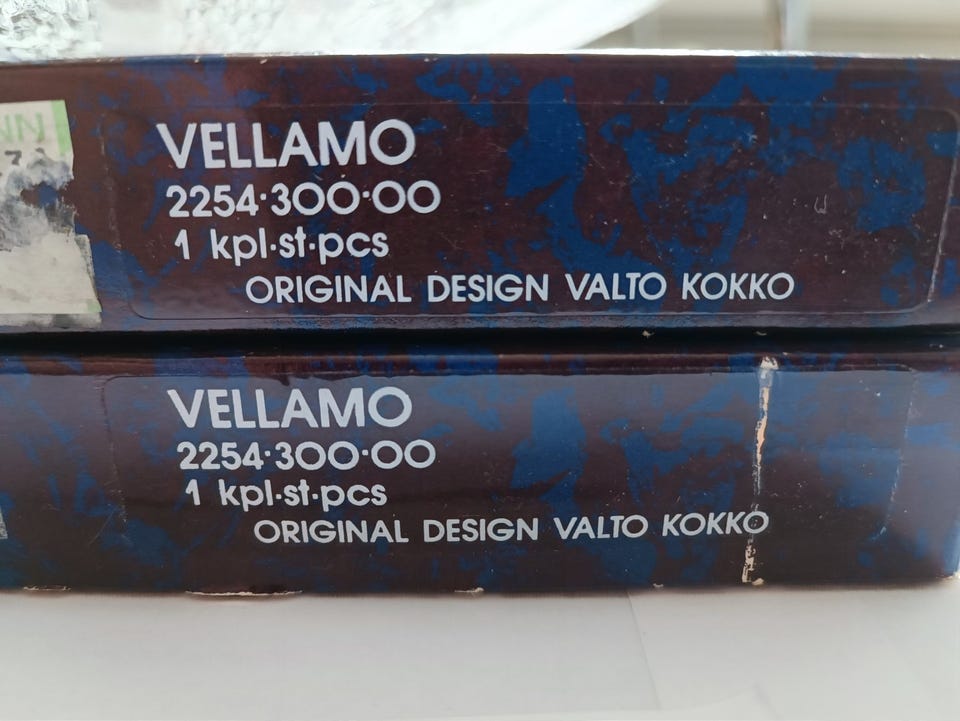 VELLAMO
2254·300·00
1 kpl·st·pcs
ORIGINAL DESIGN VALTO KOKKO
VELLAMO
2254·300·00
1 kpl·st·pcs
ORIGINAL DESIGN VALTO KOKKO